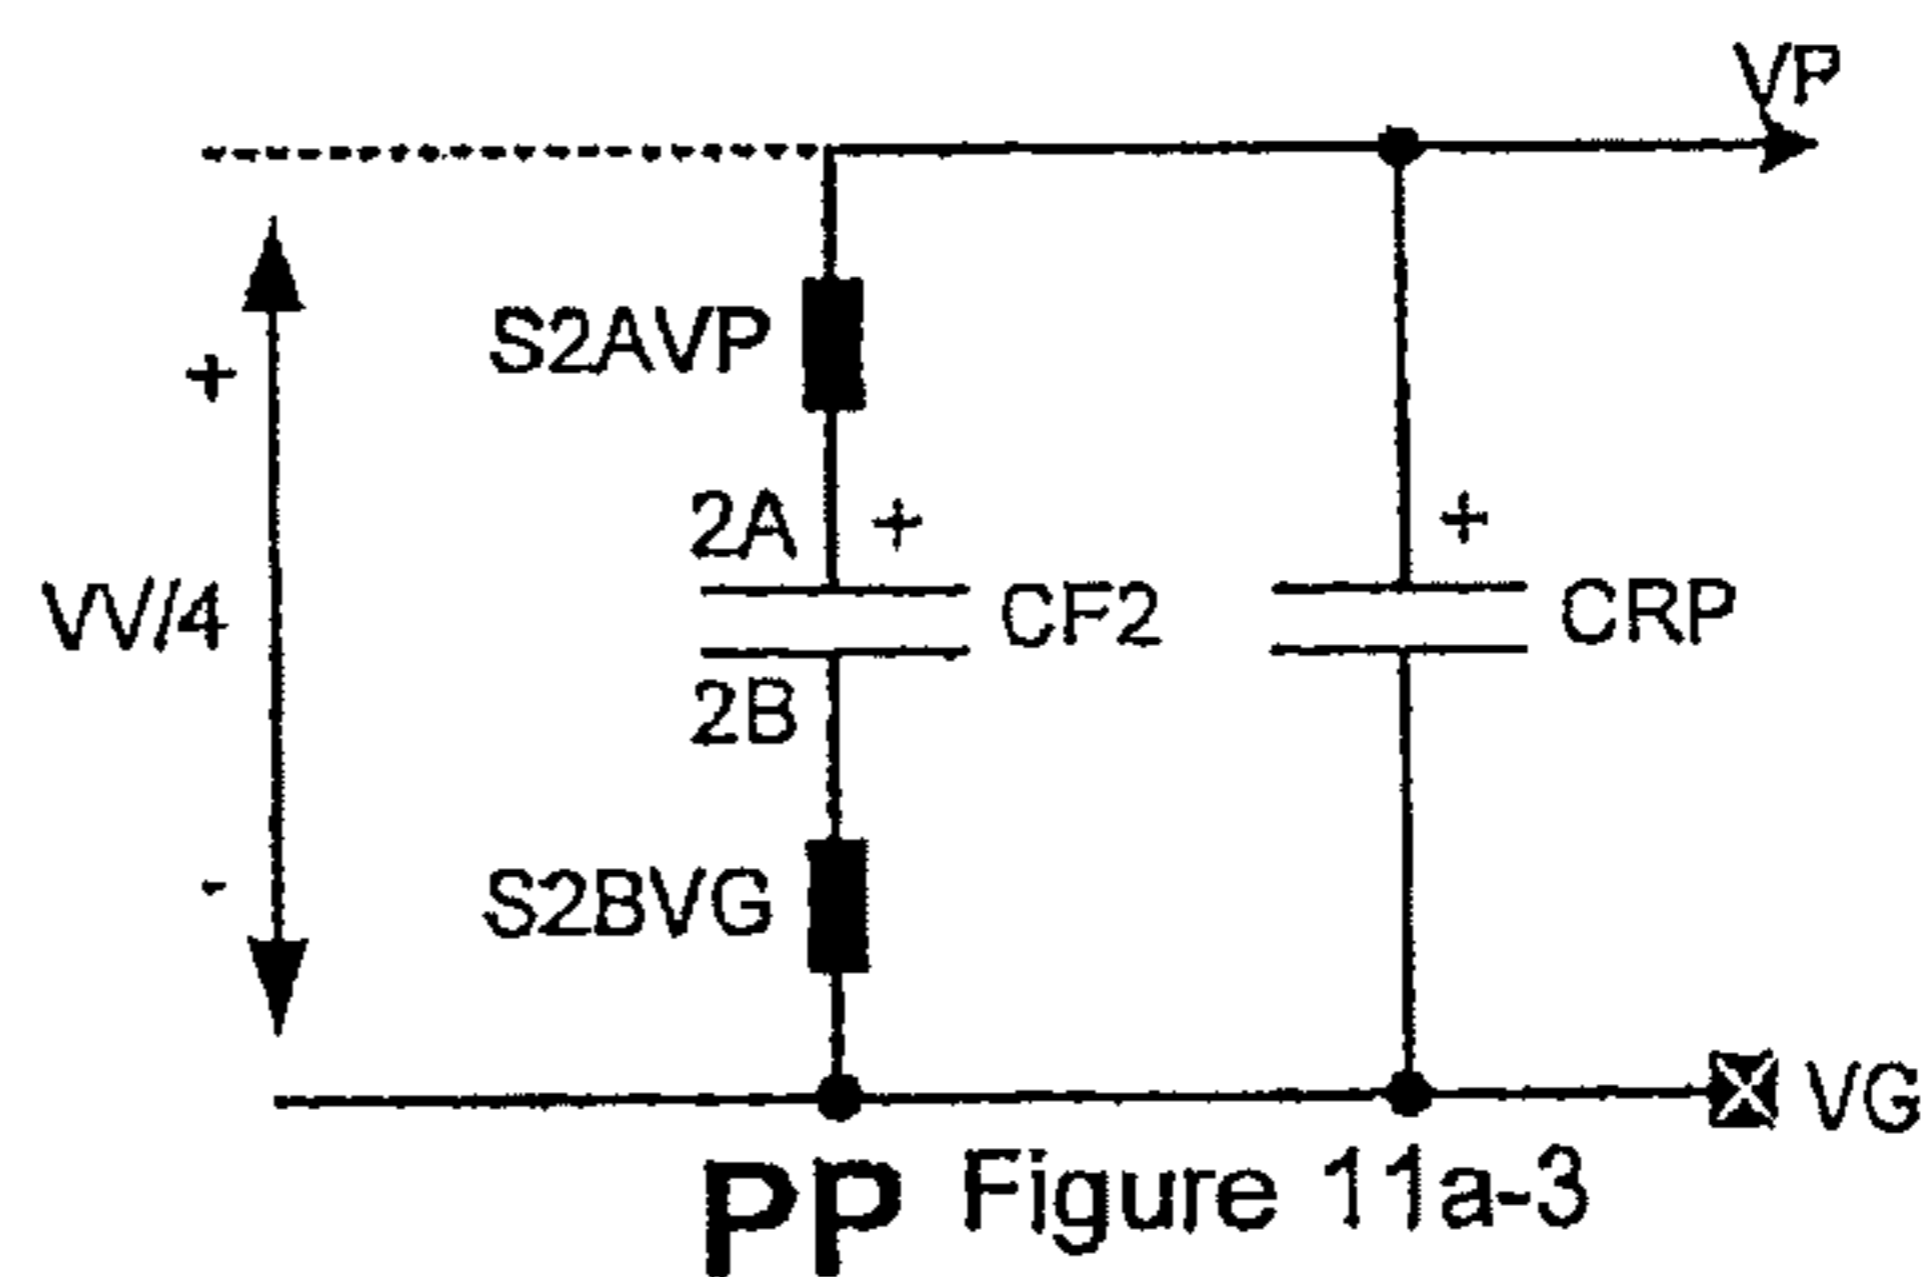 VP
S2AVP
+
2A + +
VV/4
CF2 CRP
2B
-
S2BVG
VG
PP Figure 11a-3